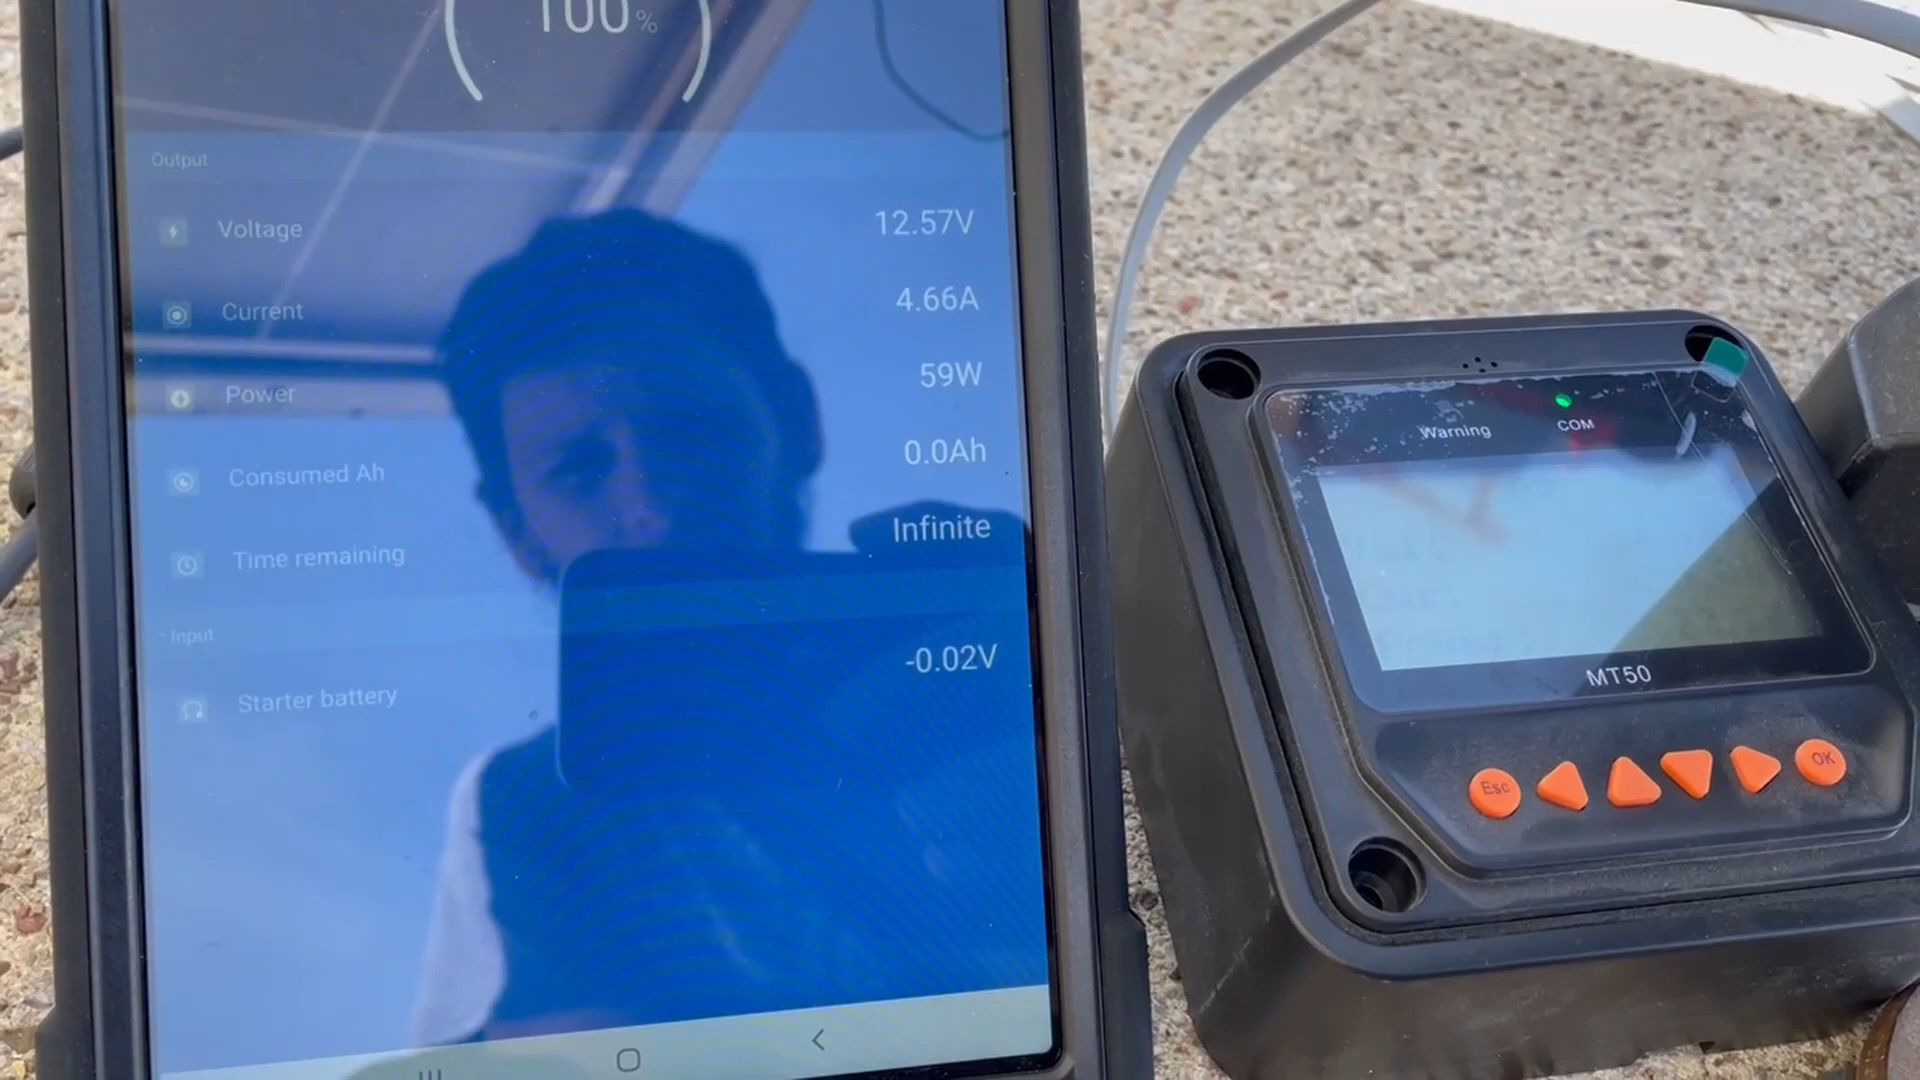 100%
Output
Voltage 12.57V
Current 4.66A
Power 59W
Consumed Ah 0.0Ah
Time remaining Infinite
Input
Starter battery -0.02V
Warning COM
MT50
Esc OK